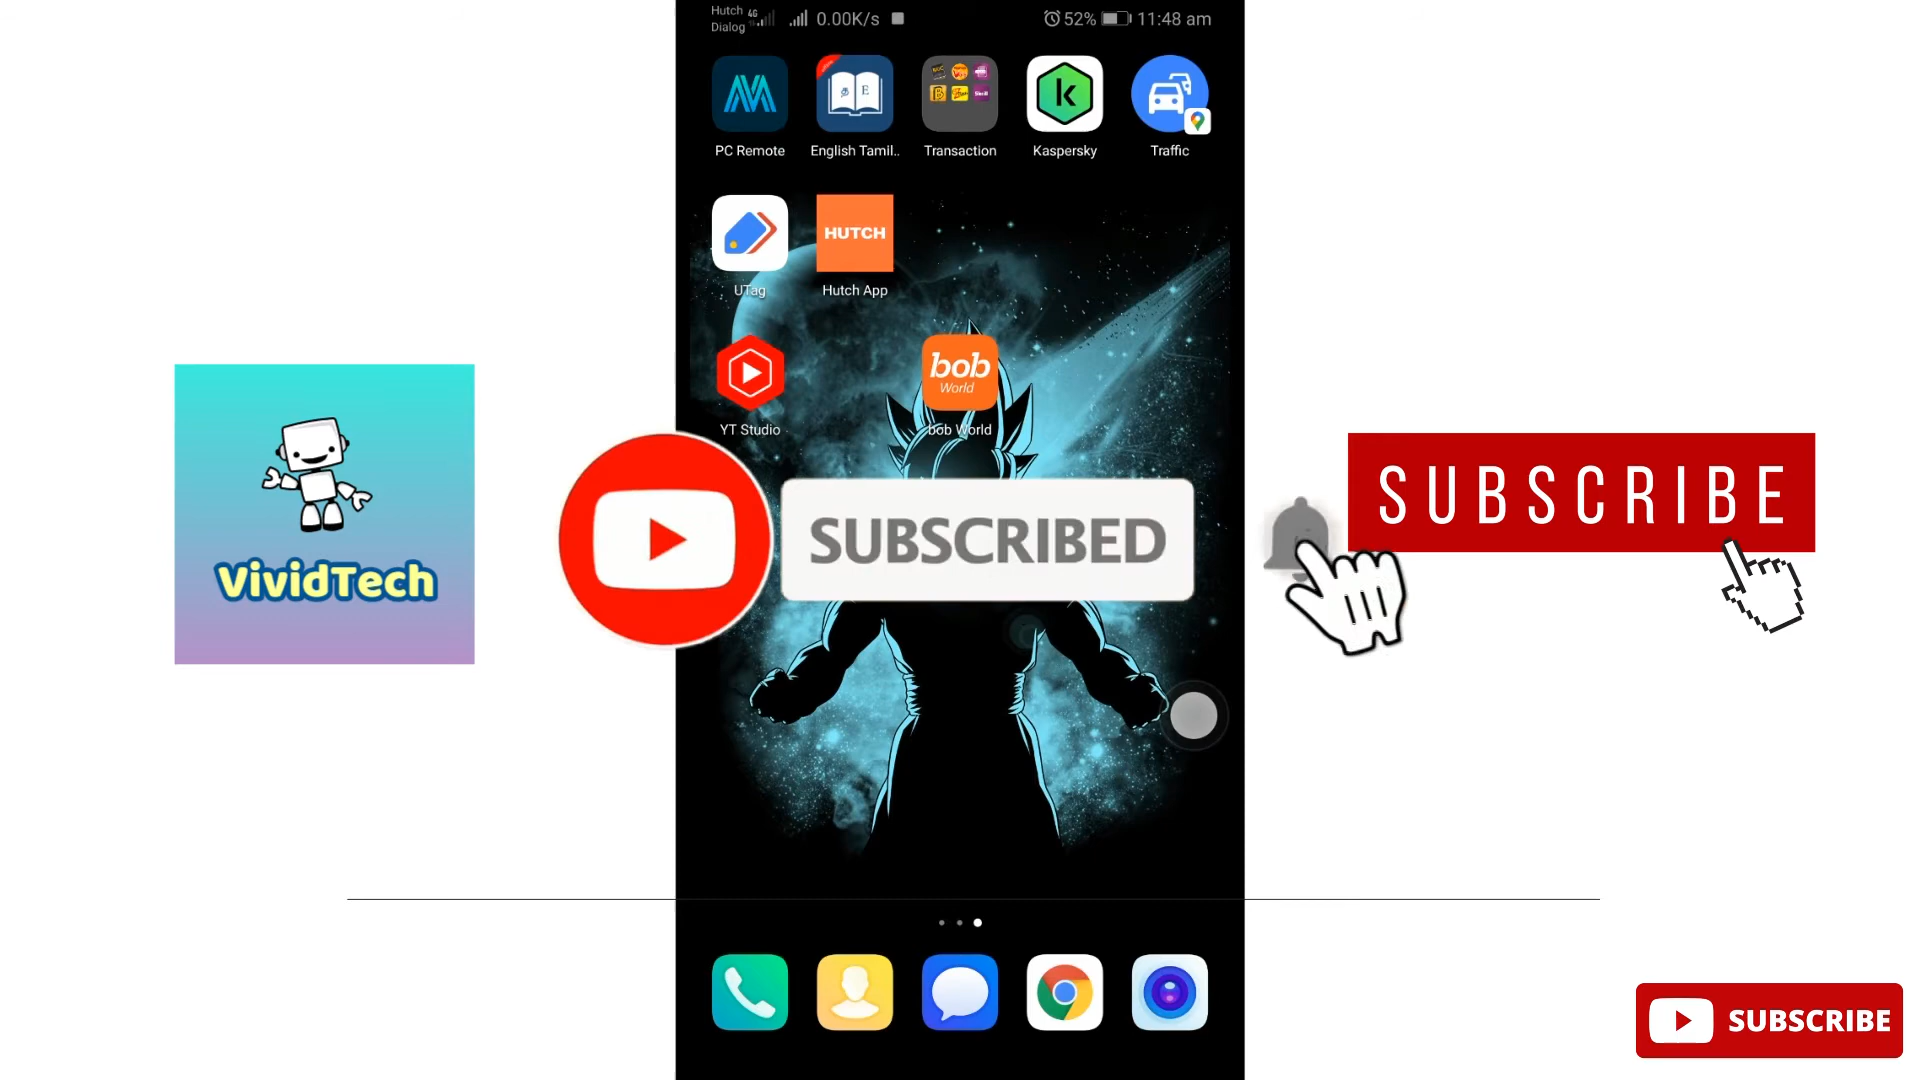 Hutch 4G
Dialog
0.00K/s
52%
11:48 am
PC Remote
English Tamil..
Transaction
Kaspersky
Traffic
HUTCH
UTag
Hutch App
bob
World
YT Studio
bob World
VividTech
SUBSCRIBED
SUBSCRIBE
SUBSCRIBE